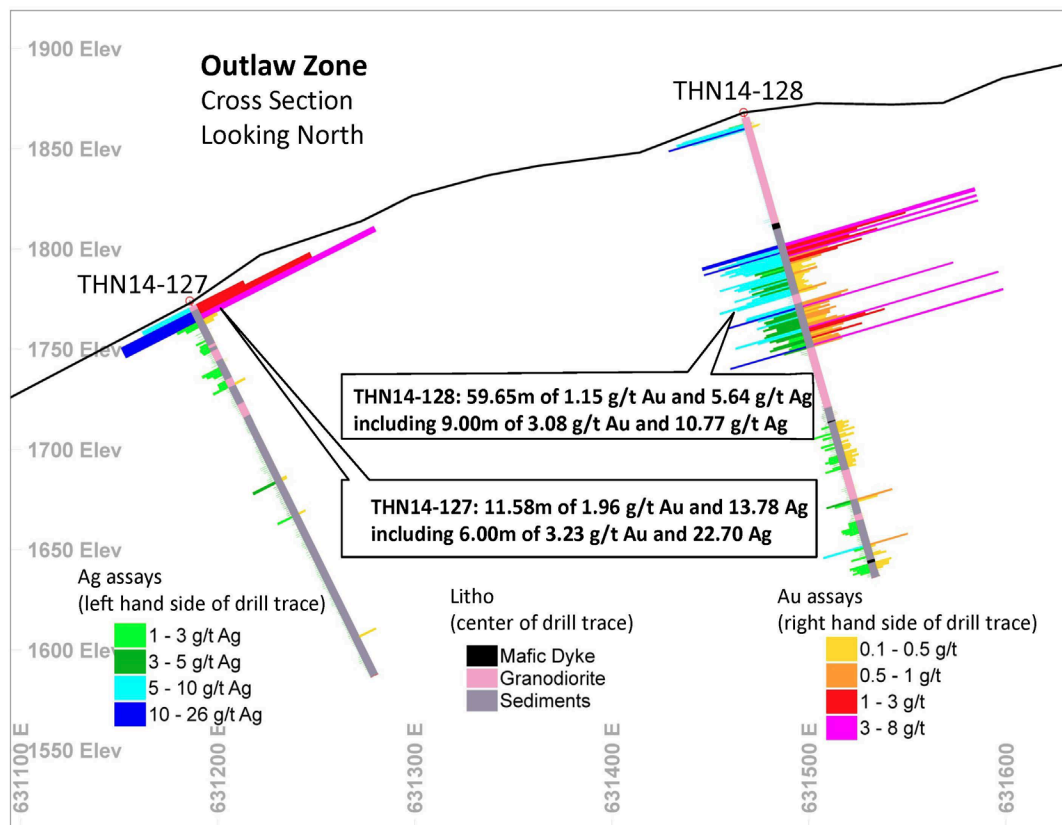 1900 Elev
Outlaw Zone
Cross Section
Looking North
THN14-128
1850 Elev
1800 Elev
THN14-127
1750 Elev
THN14-128: 59.65m of 1.15 g/t Au and 5.64 g/t Ag
including 9.00m of 3.08 g/t Au and 10.77 g/t Ag
1700 Elev
THN14-127: 11.58m of 1.96 g/t Au and 13.78 Ag
including 6.00m of 3.23 g/t Au and 22.70 Ag
1650 Elev
Ag assays
(left hand side of drill trace)
1 - 3 g/t Ag
3 - 5 g/t Ag
5 - 10 g/t Ag
10 - 26 g/t Ag
Litho
(center of drill trace)
Mafic Dyke
Granodiorite
Sediments
Au assays
(right hand side of drill trace)
0.1 - 0.5 g/t
0.5 - 1 g/t
1 - 3 g/t
3 - 8 g/t
1600 Elev
1550 Elev
631100 E
631200 E
631300 E
631400 E
631500 E
631600